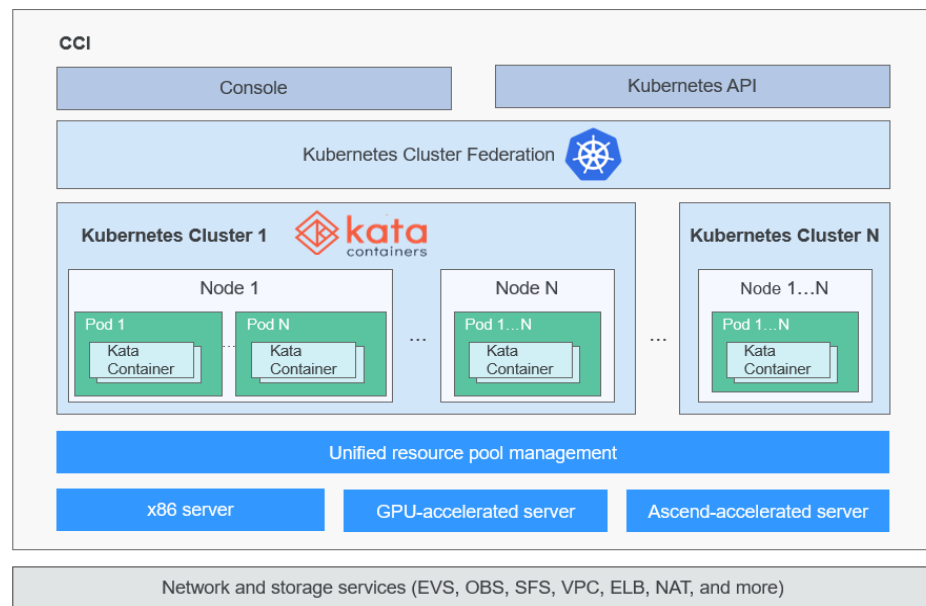 CCI
Console
Kubernetes API
Kubernetes Cluster Federation
Kubernetes Cluster 1
kata
containers
Kubernetes Cluster N
Node 1
Node N
Node 1...N
Pod 1
Pod N
Pod 1...N
Pod 1...N
...
...
...
Kata
Container
Kata
Container
Kata
Container
Kata
Container
Unified resource pool management
x86 server
GPU-accelerated server
Ascend-accelerated server
Network and storage services (EVS, OBS, SFS, VPC, ELB, NAT, and more)